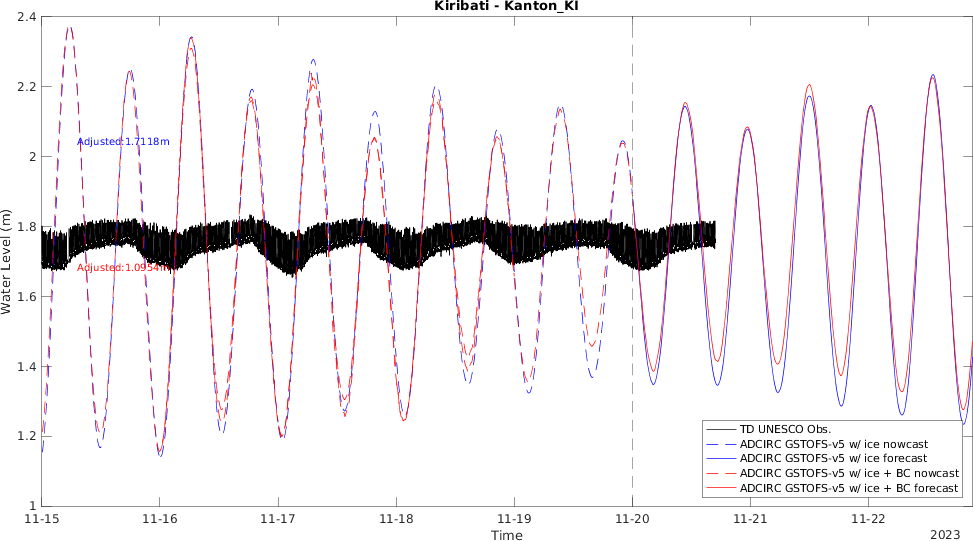 Kiribati - Kanton_KI
2.4
2.2
2
1.8
1.6
1.4
1.2
1
Water Level (m)
Adjusted:1.7118m
Adjusted:1.0954m
TD UNESCO Obs.
ADCIRC GSTOFS-v5 w/ ice nowcast
ADCIRC GSTOFS-v5 w/ ice forecast
ADCIRC GSTOFS-v5 w/ ice + BC nowcast
ADCIRC GSTOFS-v5 w/ ice + BC forecast
11-15
11-16
11-17
11-18
11-19
11-20
11-21
11-22
Time
2023